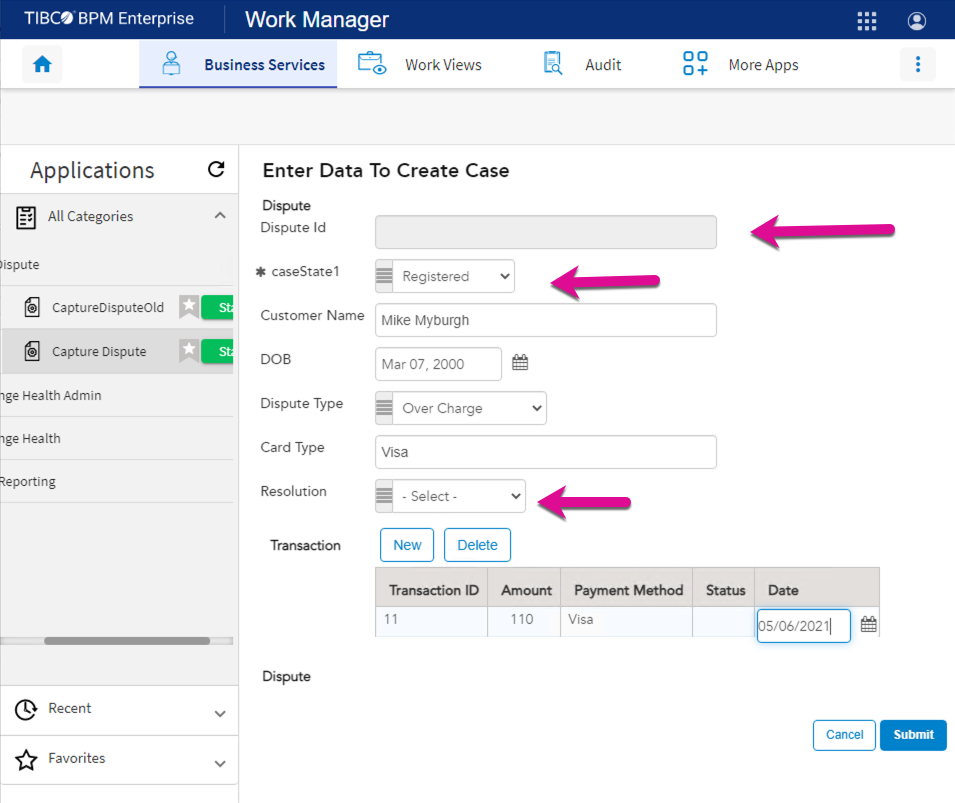 TIBCO BPM Enterprise Work Manager
Business Services Work Views Audit More Apps
Applications
All Categories
Dispute
CaptureDisputeOld Sta
Capture Dispute Sta
nge Health Admin
nge Health
Reporting
Recent
Favorites
Enter Data To Create Case
Dispute
Dispute Id
✱ caseState1 Registered
Customer Name Mike Myburgh
DOB Mar 07, 2000
Dispute Type Over Charge
Card Type Visa
Resolution - Select -
Transaction New Delete
Transaction ID Amount Payment Method Status Date
11 110 Visa 05/06/2021
Dispute
Cancel Submit